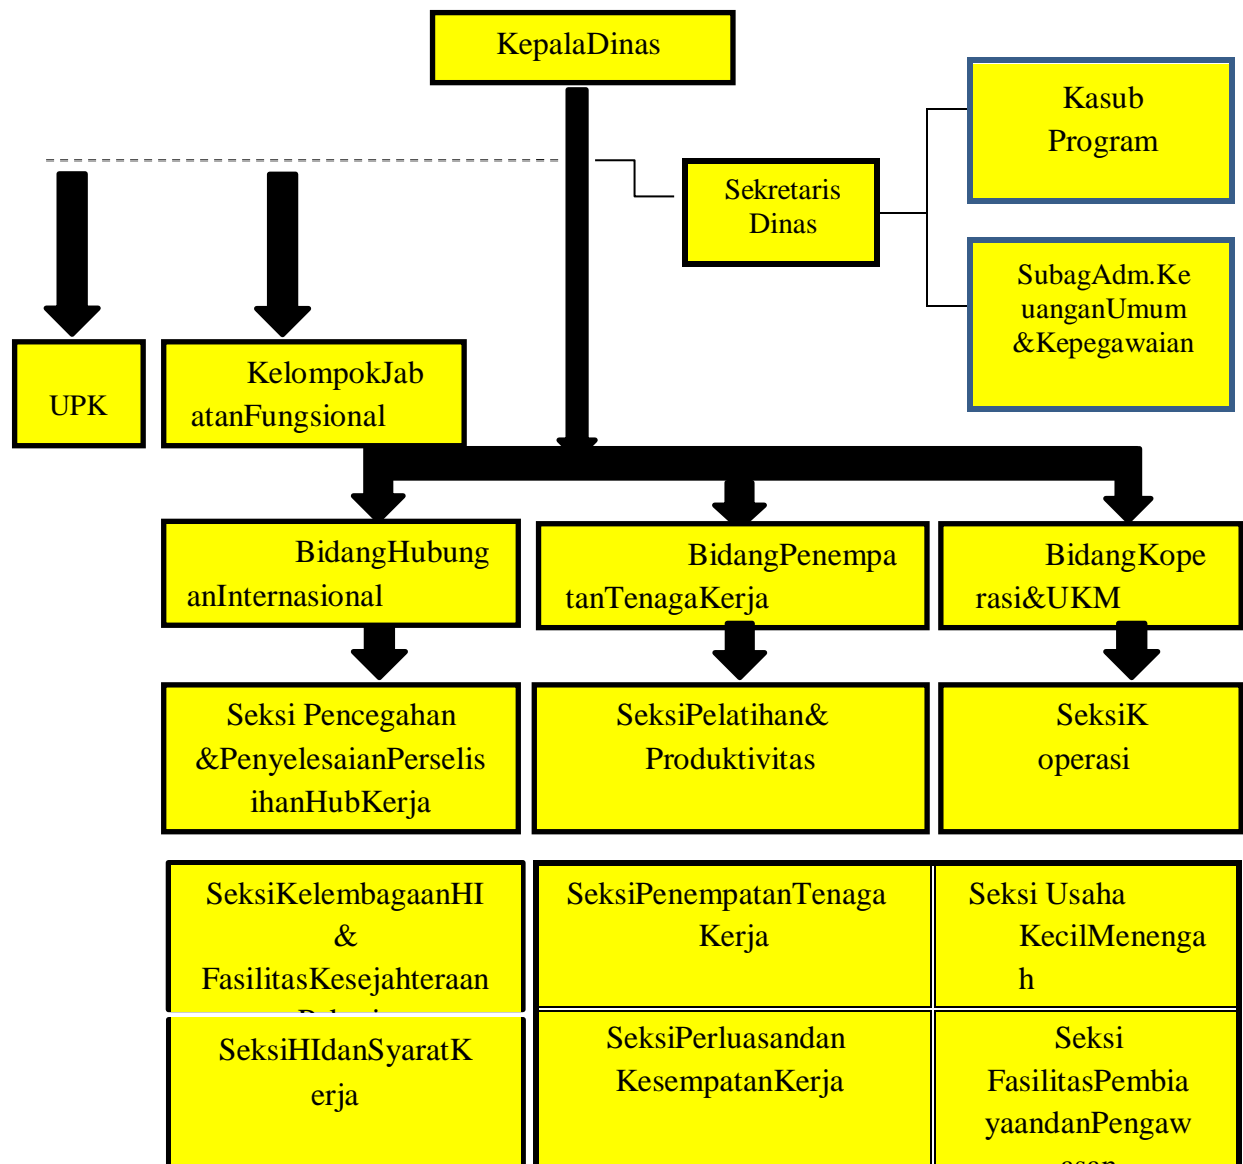 KepalaDinas
Kasub
Program
Sekretaris
Dinas
SubagAdm.Ke
uanganUmum
&Kepegawaian
UPK
KelompokJab
atanFungsional
BidangHubung
anInternasional
BidangPenempa
tanTenagaKerja
BidangKope
rasi&UKM
Seksi Pencegahan
&PenyelesaianPerselis
ihanHubKerja
SeksiPelatihan&
Produktivitas
SeksiK
operasi
SeksiKelembagaanHI
&
FasilitasKesejahteraan
SeksiPenempatanTenaga
Kerja
Seksi Usaha
KecilMenenga
h
SeksiHIdanSyaratK
erja
SeksiPerluasandan
KesempatanKerja
Seksi
FasilitasPembia
yaandanPengaw
asan